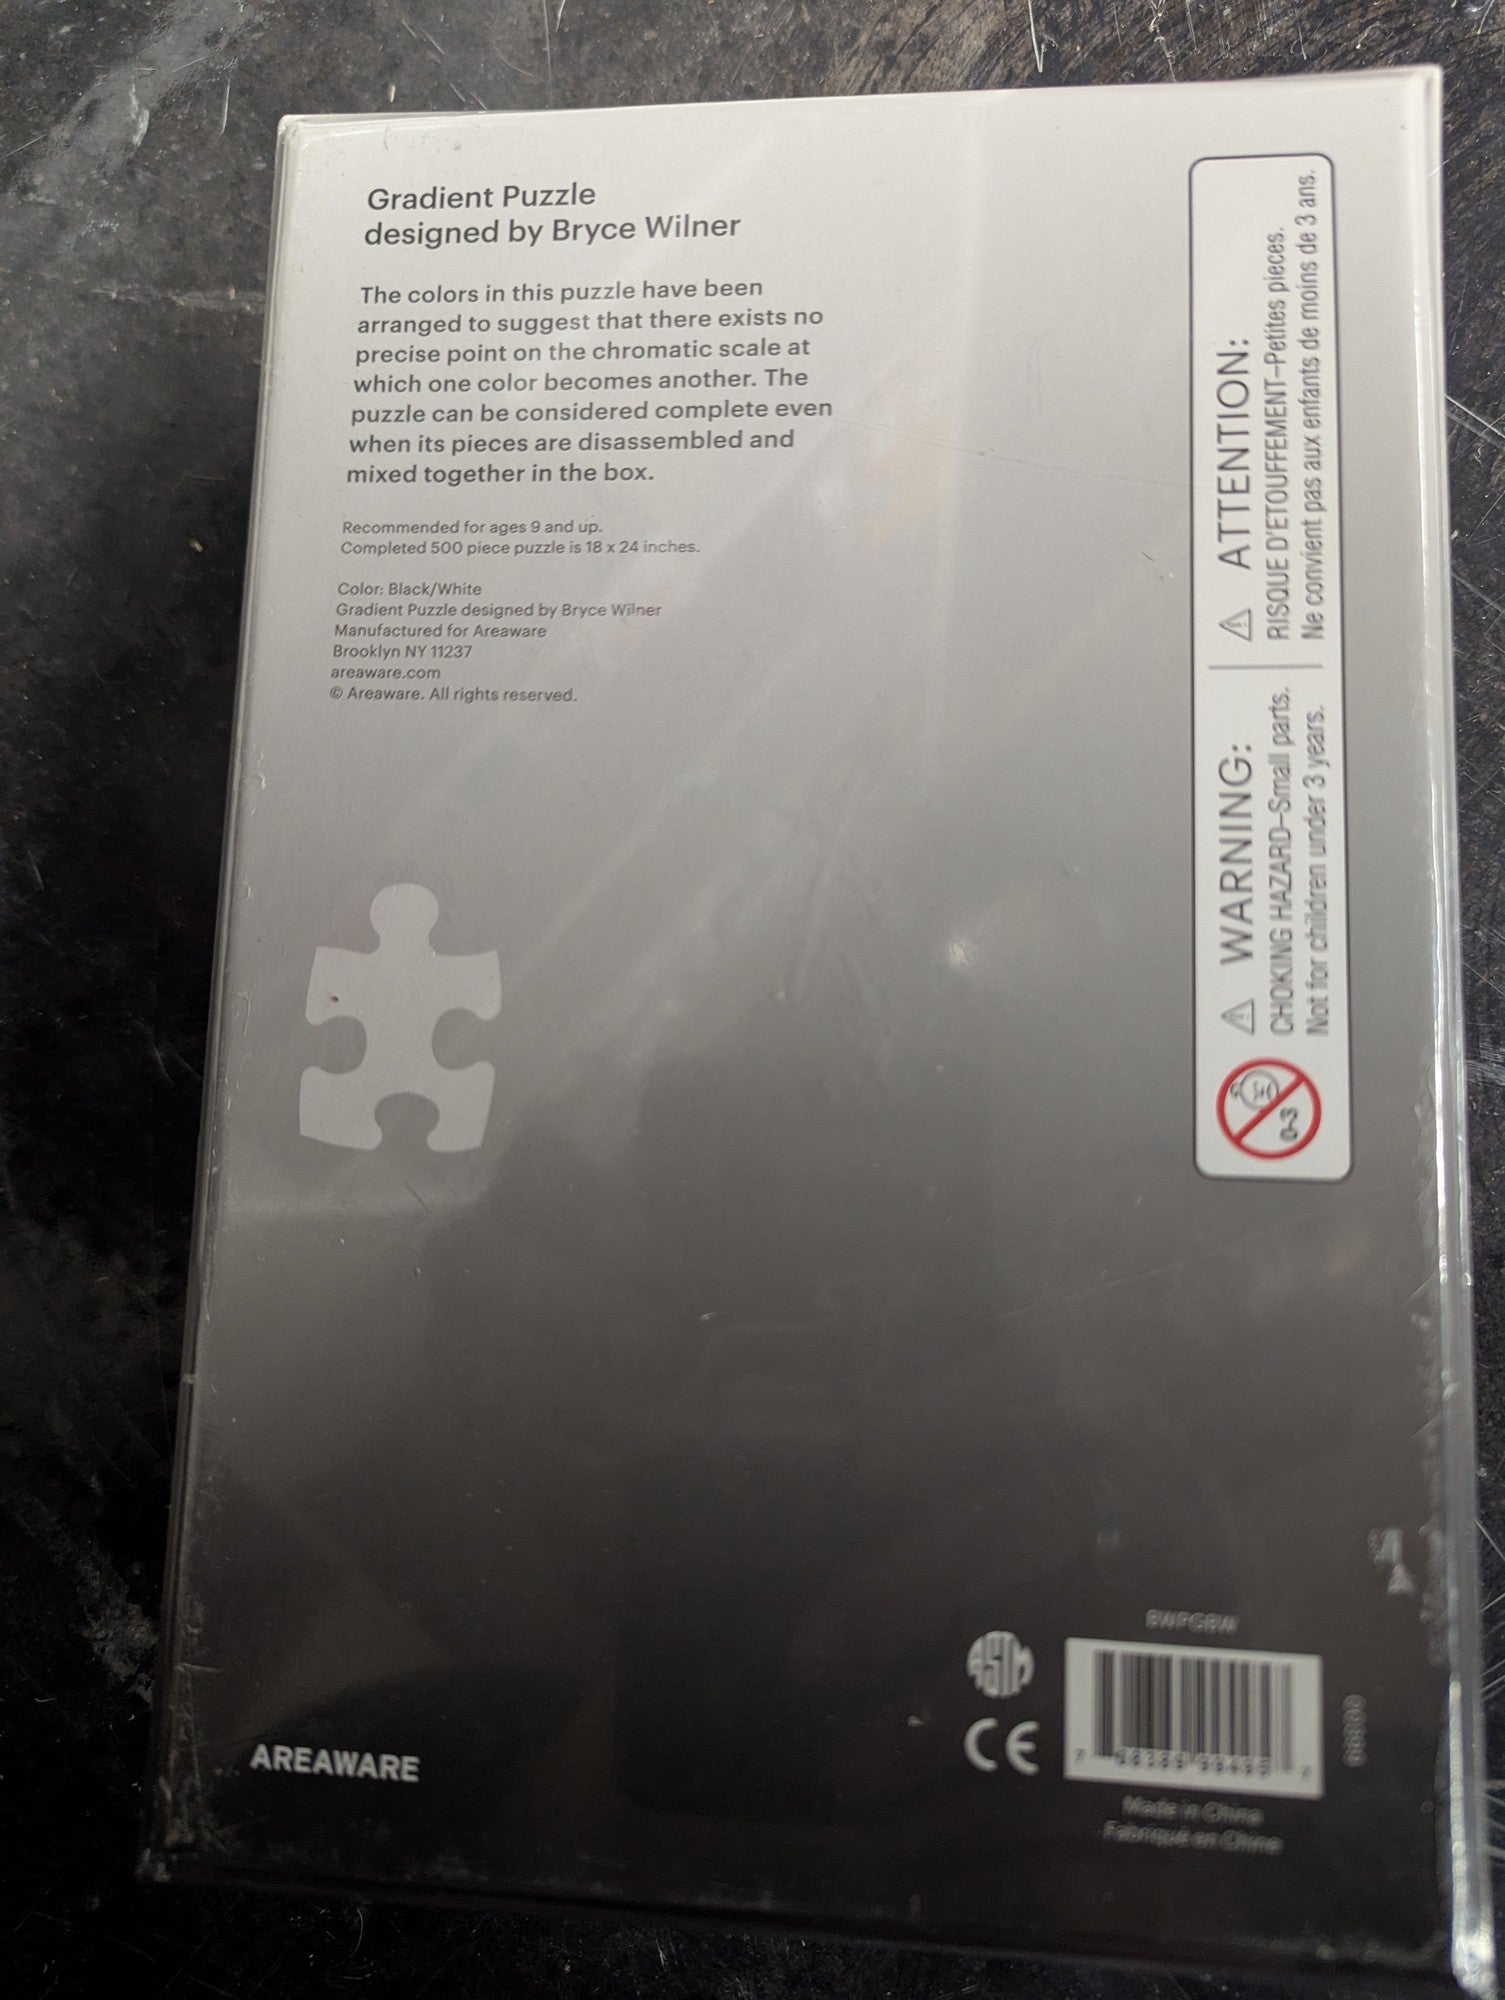 Gradient Puzzle
designed by Bryce Wilner
The colors in this puzzle have been
arranged to suggest that there exists no
precise point on the chromatic scale at
which one color becomes another. The
puzzle can be considered complete even
when its pieces are disassembled and
mixed together in the box.
Recommended for ages 9 and up.
Completed 500 piece puzzle is 18 x 24 inches.
Color: Black/White
Gradient Puzzle designed by Bryce Wilner
Manufactured for Areaware
Brooklyn NY 11237
areaware.com
© Areaware. All rights reserved.
⚠ WARNING:
CHOKING HAZARD–Small parts.
Not for children under 3 years.
⚠ ATTENTION:
RISQUE D'ETOUFFEMENT–Petites pieces.
Ne convient pas aux enfants de moins de 3 ans.
0-3
AREAWARE
ASTM
CE
BWPGBW
Made in China
Fabriqué en Chine